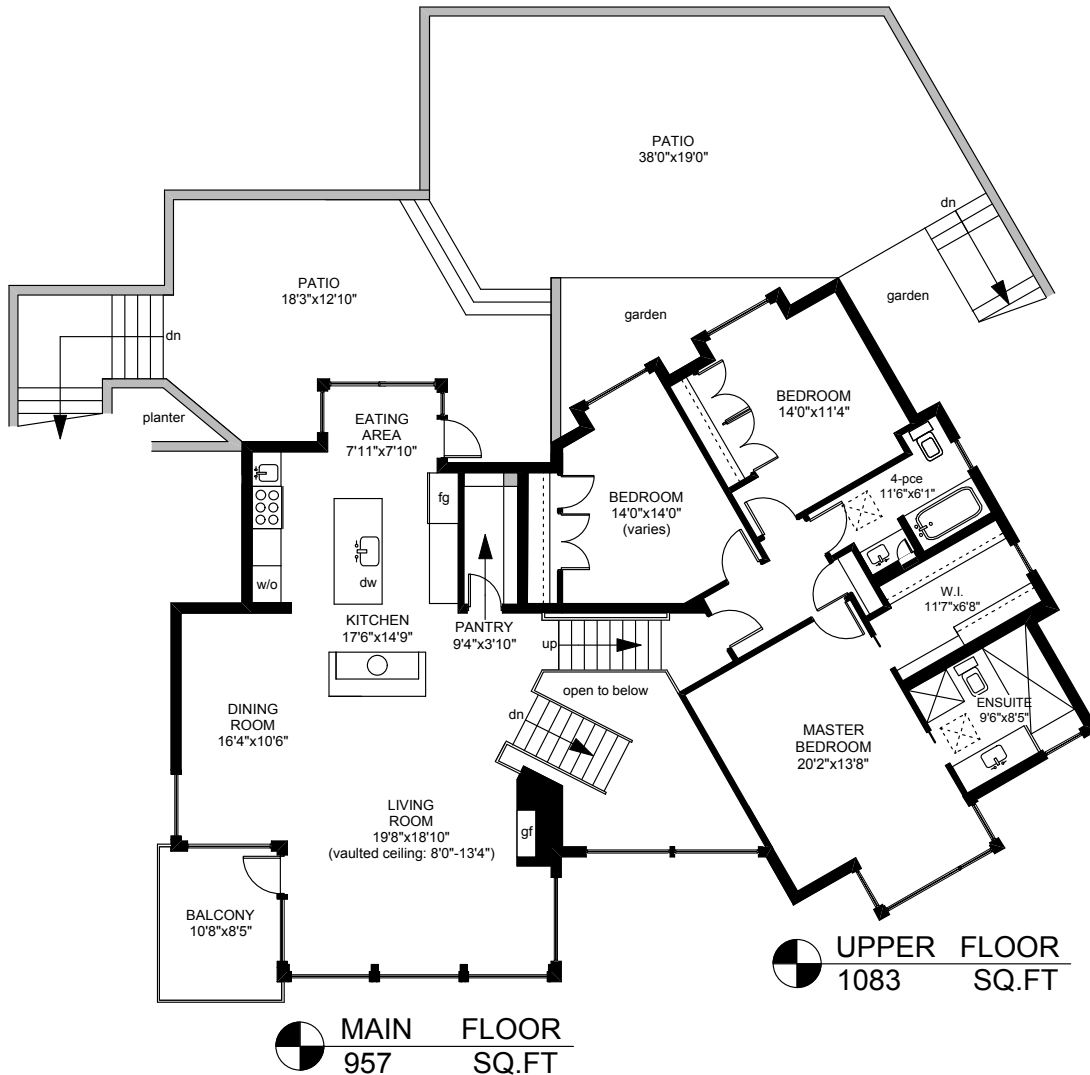 PATIO
38'0"x19'0"
dn
PATIO
18'3"x12'10"
garden
garden
dn
planter
EATING
AREA
7'11"x7'10"
BEDROOM
14'0"x11'4"
fg
BEDROOM
14'0"x14'0"
(varies)
4-pce
11'6"x6'1"
w/o
dw
W.I.
11'7"x6'8"
KITCHEN
17'6"x14'9"
PANTRY
9'4"x3'10"
up
open to below
dn
DINING
ROOM
16'4"x10'6"
ENSUITE
9'6"x8'5"
MASTER
BEDROOM
20'2"x13'8"
LIVING
ROOM
19'8"x18'10"
(vaulted ceiling: 8'0"-13'4")
gf
BALCONY
10'8"x8'5"
UPPER FLOOR
1083 SQ.FT
MAIN FLOOR
957 SQ.FT